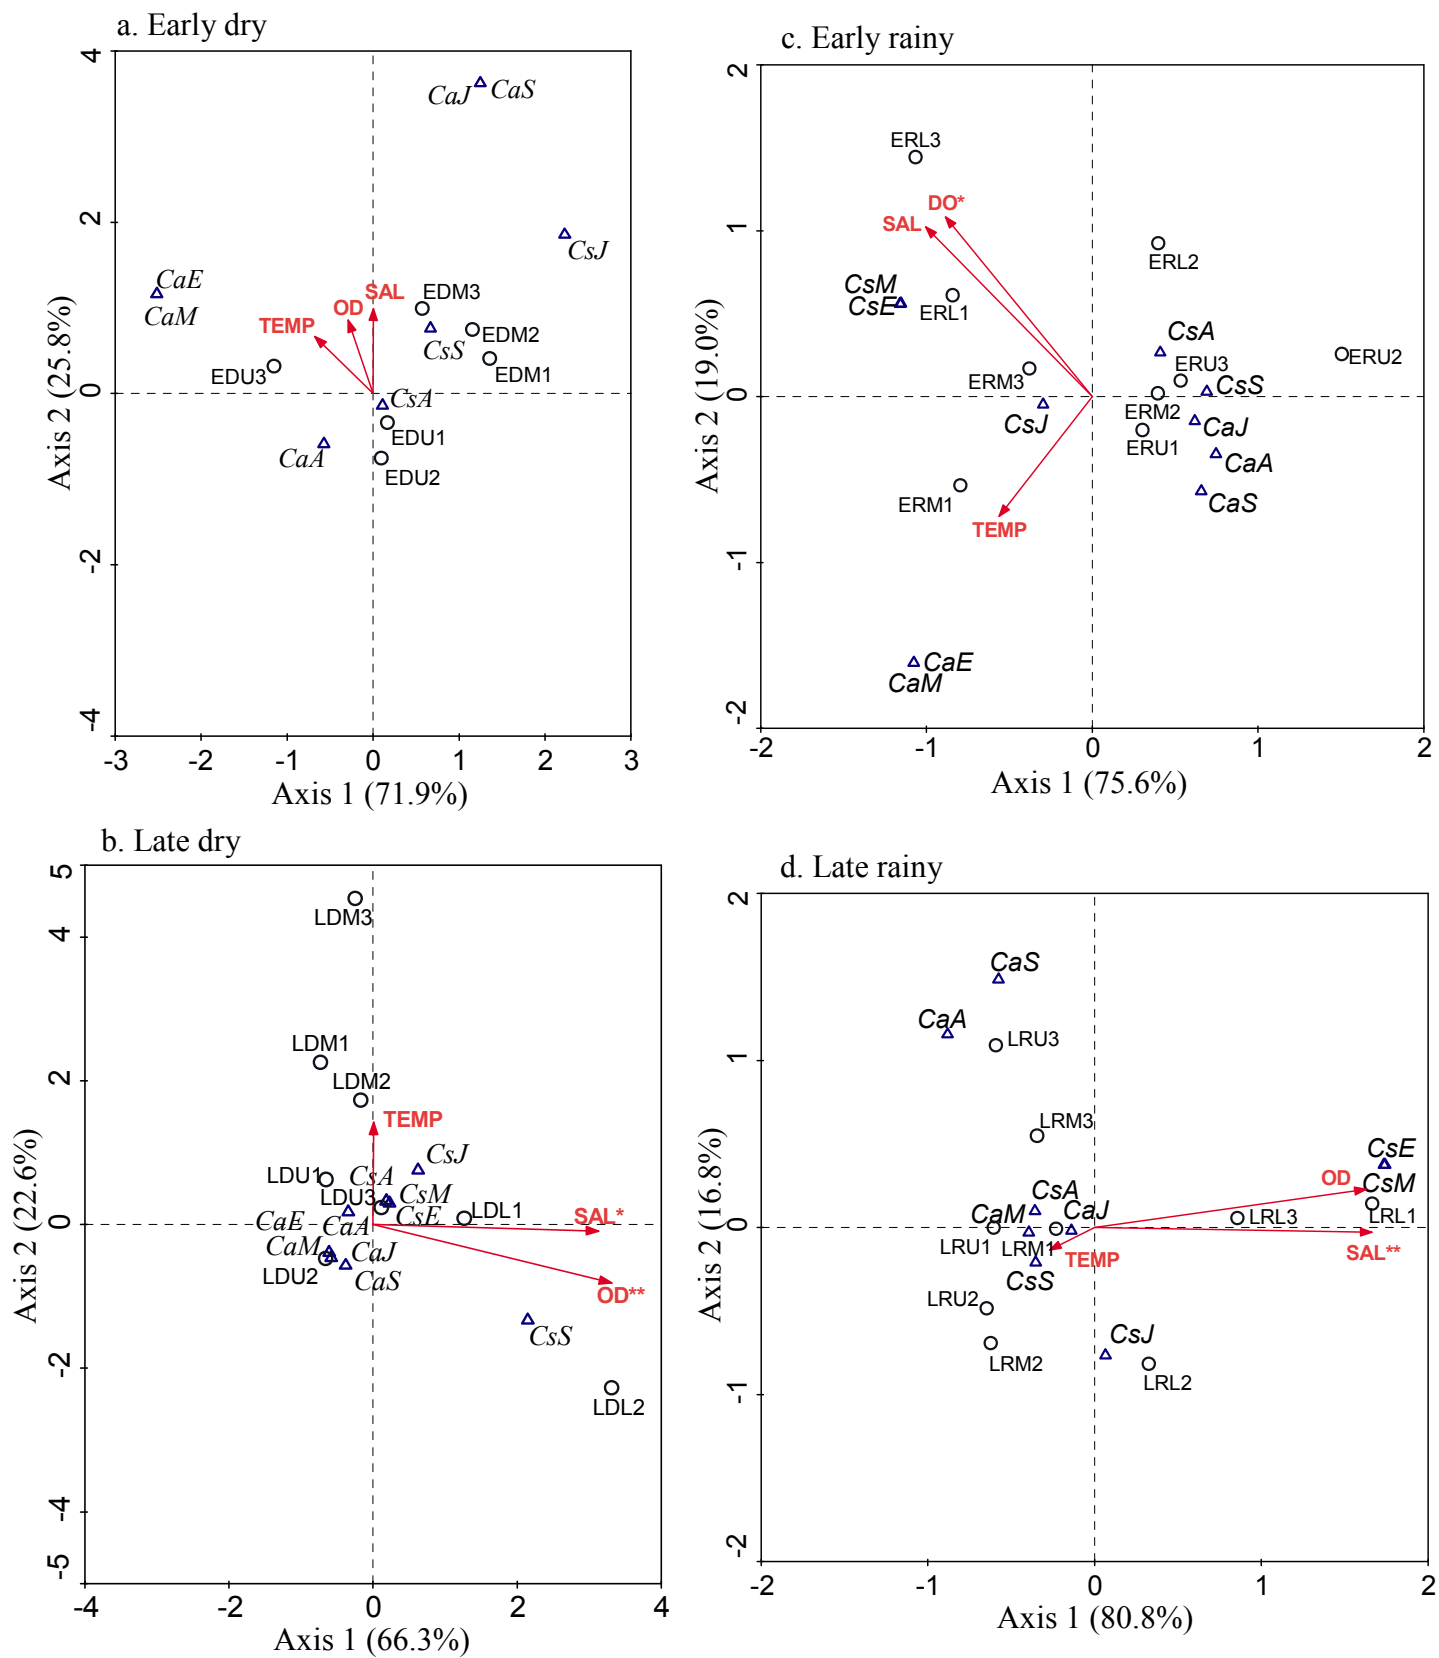 a. Early dry
4
2
0
-2
-4
Axis 2 (25.8%)
CaJ CaS
CsJ
CaE
CaM
SAL
OD
TEMP
EDM3
EDM2
CsS
EDM1
EDU3
CsA
EDU1
CaA
EDU2
-3 -2 -1 0 1 2 3
Axis 1 (71.9%)
c. Early rainy
2
1
0
-1
-2
Axis 2 (19.0%)
ERL3
DO*
SAL
ERL2
CsM
CsE
ERL1
CsA
ERU2
ERM3
ERU3
CsS
CsJ
ERM2
CaJ
ERU1
CaA
ERM1
CaS
TEMP
CaE
CaM
-2 -1 0 1 2
Axis 1 (75.6%)
b. Late dry
5
4
2
0
-2
-4
-5
Axis 2 (22.6%)
LDM3
LDM1
LDM2
TEMP
CsJ
LDU1
CsA
LDU3
CsM
CsE
LDL1
SAL*
CaE
CaA
CaM
CaJ
LDU2
CaS
OD**
CsS
LDL2
-4 -2 0 2 4
Axis 1 (66.3%)
d. Late rainy
2
1
0
-1
-2
Axis 2 (16.8%)
CaS
CaA
LRU3
LRM3
CsE
OD
CsM
CsA
CaM
CaJ
LRL3
LRL1
LRU1
LRM1
TEMP
SAL**
CsS
LRU2
CsJ
LRM2
LRL2
-2 -1 0 1 2
Axis 1 (80.8%)